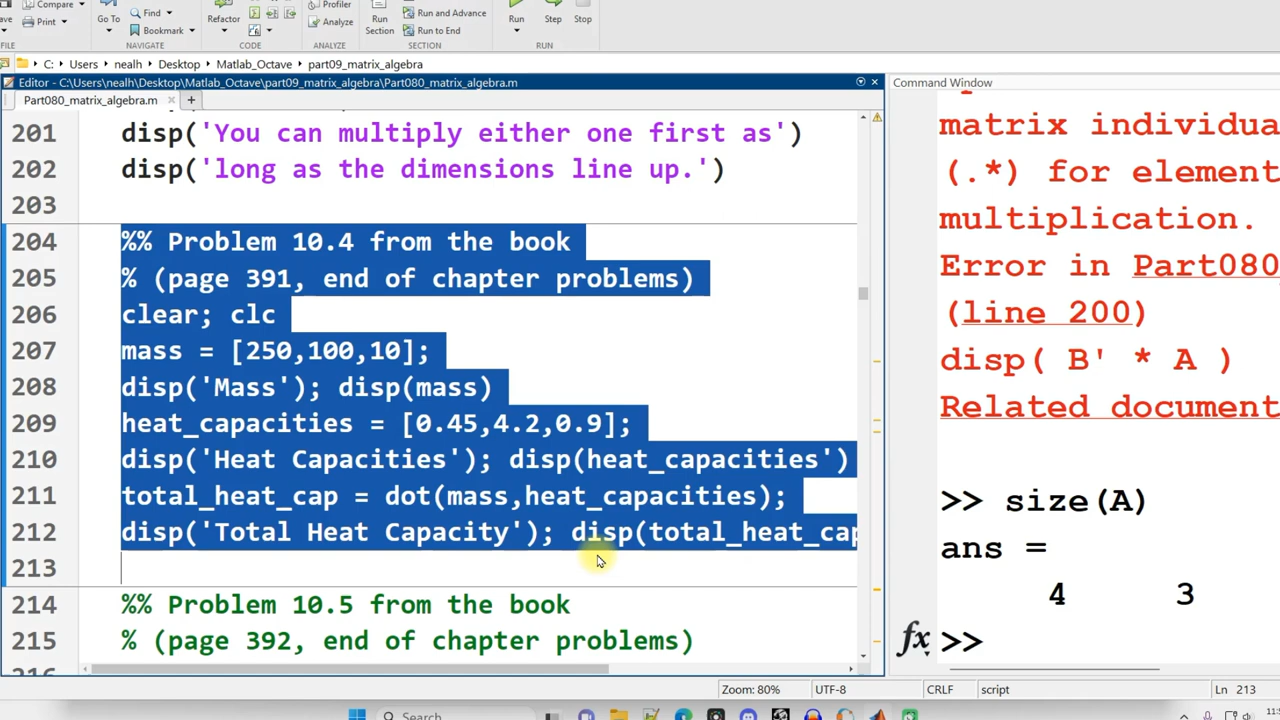 Compare
Print
FILE
Go To
Find
Bookmark
NAVIGATE
Refactor
CODE
Profiler
Analyze
ANALYZE
Run
Section
Run and Advance
Run to End
SECTION
Run
Step
Stop
RUN
C: Users nealh Desktop Matlab_Octave part09_matrix_algebra
Editor - C:\Users\nealh\Desktop\Matlab_Octave\part09_matrix_algebra\Part080_matrix_algebra.m
Part080_matrix_algebra.m
201 disp('You can multiply either one first as')
202 disp('long as the dimensions line up.')
203
204 %% Problem 10.4 from the book
205 % (page 391, end of chapter problems)
206 clear; clc
207 mass = [250,100,10];
208 disp('Mass'); disp(mass)
209 heat_capacities = [0.45,4.2,0.9];
210 disp('Heat Capacities'); disp(heat_capacities')
211 total_heat_cap = dot(mass,heat_capacities);
212 disp('Total Heat Capacity'); disp(total_heat_cap
213
214 %% Problem 10.5 from the book
215 % (page 392, end of chapter problems)
Command Window
matrix individua
(.*) for element
multiplication.
Error in Part080
(line 200)
disp( B' * A )
Related document
>> size(A)
ans =
4 3
fx >>
Zoom: 80% UTF-8 CRLF script Ln 213
Search